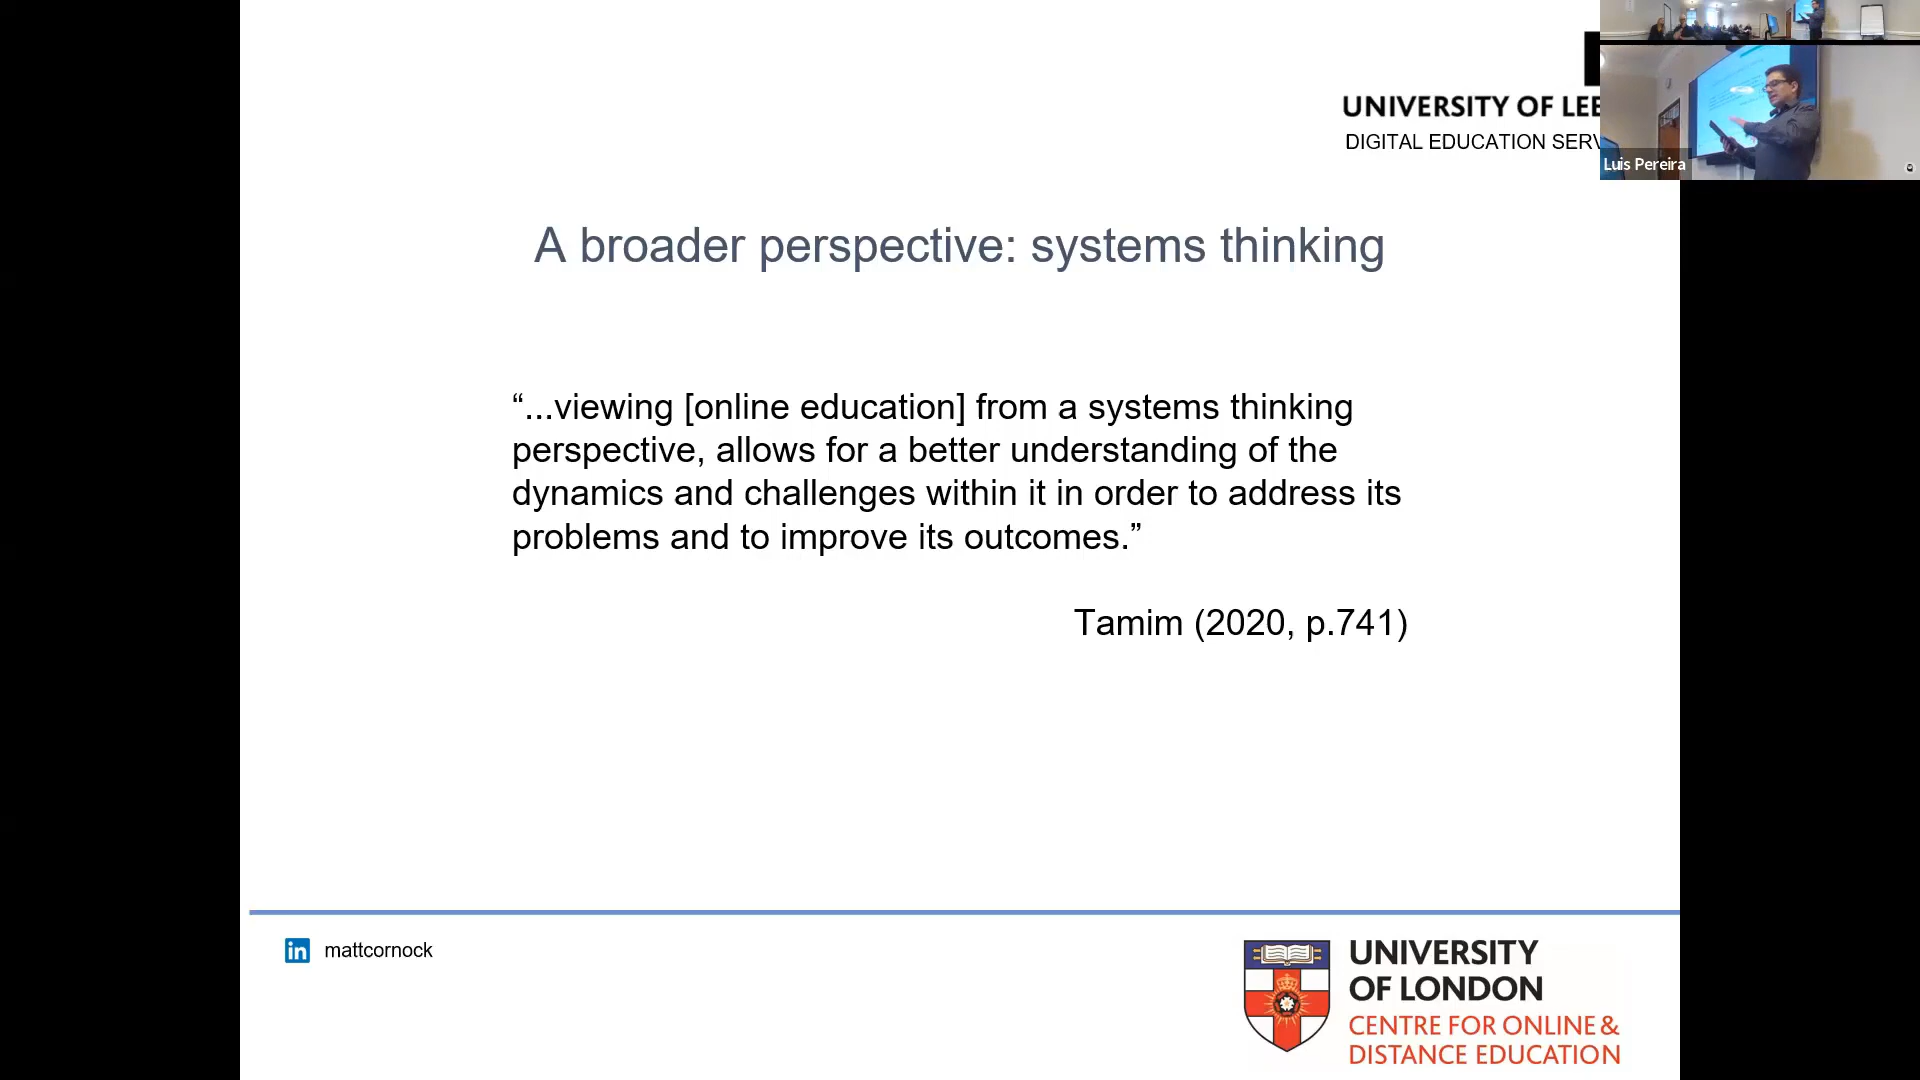 UNIVERSITY OF LEE
DIGITAL EDUCATION SERV
Luis Pereira
A broader perspective: systems thinking
“...viewing [online education] from a systems thinking
perspective, allows for a better understanding of the
dynamics and challenges within it in order to address its
problems and to improve its outcomes.”
Tamim (2020, p.741)
in mattcornock
UNIVERSITY
OF LONDON
CENTRE FOR ONLINE &
DISTANCE EDUCATION